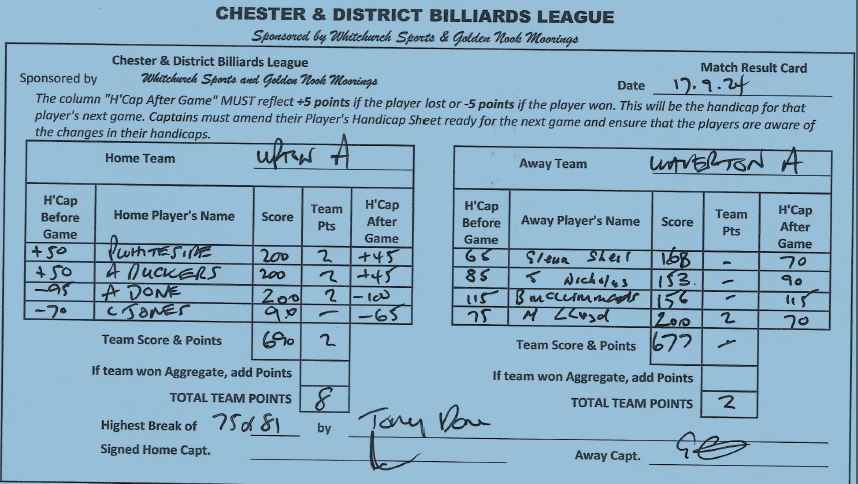 CHESTER & DISTRICT BILLIARDS LEAGUE
Sponsored by Whitchurch Sports & Golden Nook Moorings
Chester & District Billiards League
Match Result Card
Sponsored by Whitchurch Sports and Golden Nook Moorings
Date 17.9.24
The column "H'Cap After Game" MUST reflect +5 points if the player lost or -5 points if the player won. This will be the handicap for that
player's next game. Captains must amend their Player's Handicap Sheet ready for the next game and ensure that the players are aware of
the changes in their handicaps.
Home Team UPTON A
Away Team WAVERTON A
H'Cap Before Game Home Player's Name Score Team Pts H'Cap After Game
H'Cap Before Game Away Player's Name Score Team Pts H'Cap After Game
+50 P WHITESIDE 200 2 +45
+50 A DUCKERS 200 2 +45
-95 A DONE 200 2 -100
-70 C JONES 90 - -65
65 Glenn Sheil 168 - 70
85 T Nicholas 153 - 90
115 B 156 - 115
75 M Lloyd 200 2 70
Team Score & Points 690 2
Team Score & Points 677 -
If team won Aggregate, add Points
If team won Aggregate, add Points
TOTAL TEAM POINTS 8
TOTAL TEAM POINTS 2
Highest Break of 75 of 81 by Tony Done
Signed Home Capt.
Away Capt.